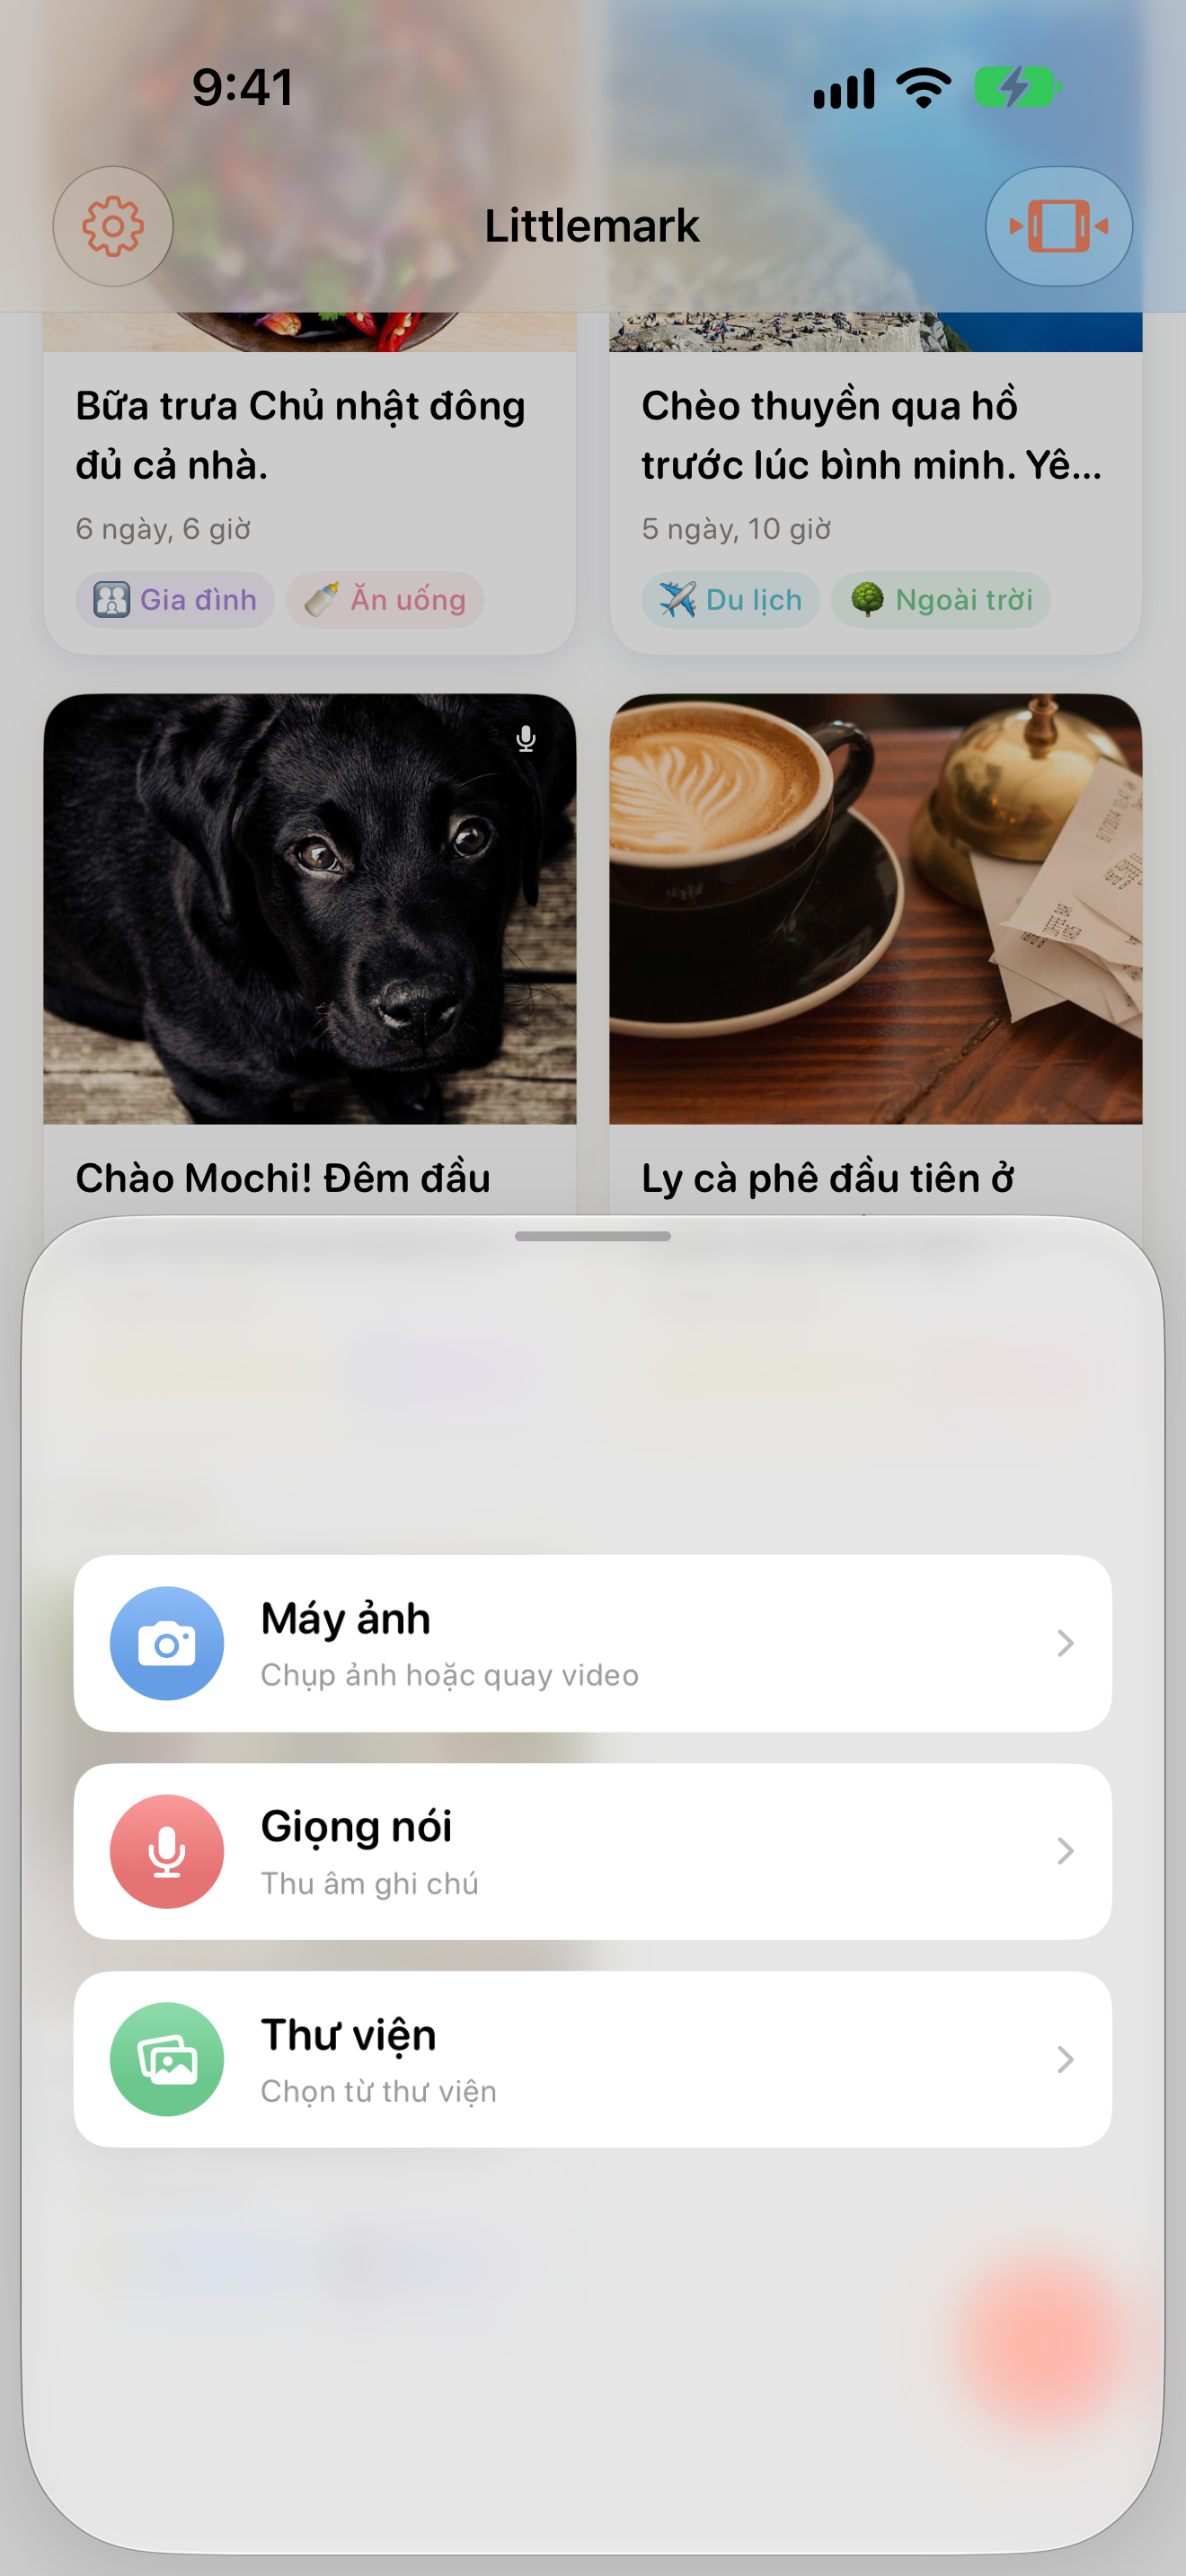 9:41
Littlemark
Bữa trưa Chủ nhật đông
đủ cả nhà.
6 ngày, 6 giờ
Gia đình
Ăn uống
Chèo thuyền qua hồ
trước lúc bình minh. Yê...
5 ngày, 10 giờ
Du lịch
Ngoài trời
Chào Mochi! Đêm đầu
Ly cà phê đầu tiên ở
Máy ảnh
Chụp ảnh hoặc quay video
Giọng nói
Thu âm ghi chú
Thư viện
Chọn từ thư viện